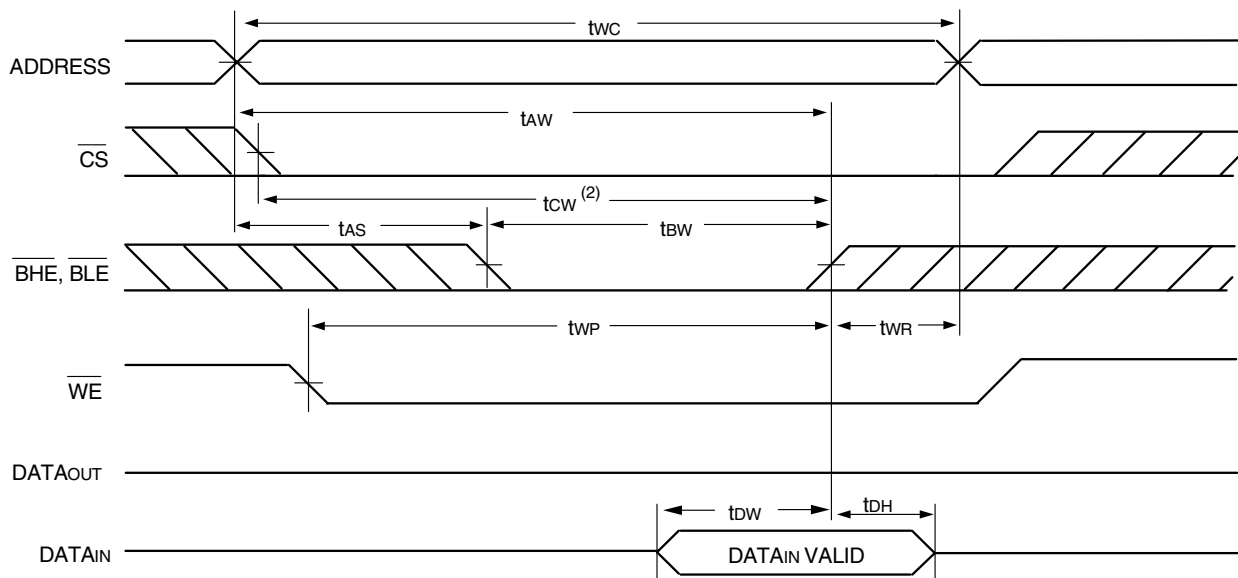 tWC
ADDRESS
tAW
CS
tCW (2)
tAS
tBW
BHE, BLE
tWP
tWR
WE
DATAOUT
tDW
tDH
DATAIN
DATAIN VALID